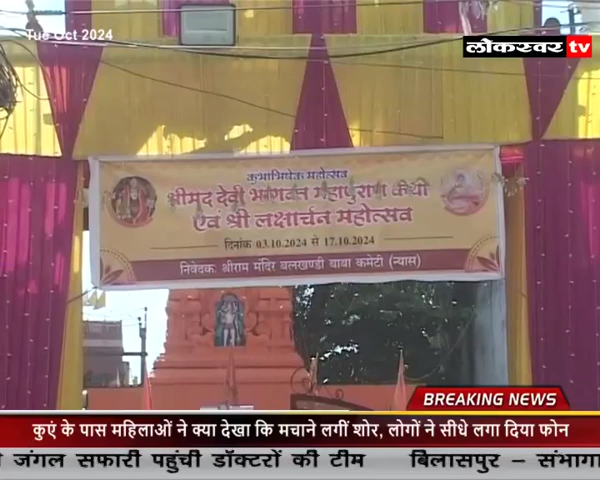 Tue Oct 2024
लोकस्वर tv
कुंभाभिषेक महोत्सव
श्रीमद देवी भागवत महापुराण कथा
एवं श्री लक्षार्चन महोत्सव
दिनांक 03.10.2024 से 17.10.2024
निवेदक: श्रीराम मंदिर बलखण्डी बाबा कमेटी (न्यास)
BREAKING NEWS
कुएं के पास महिलाओं ने क्या देखा कि मचाने लगीं शोर, लोगों ने सीधे लगा दिया फोन
जंगल सफारी पहुंची डॉक्टरों की टीम बिलासपुर – संभाग